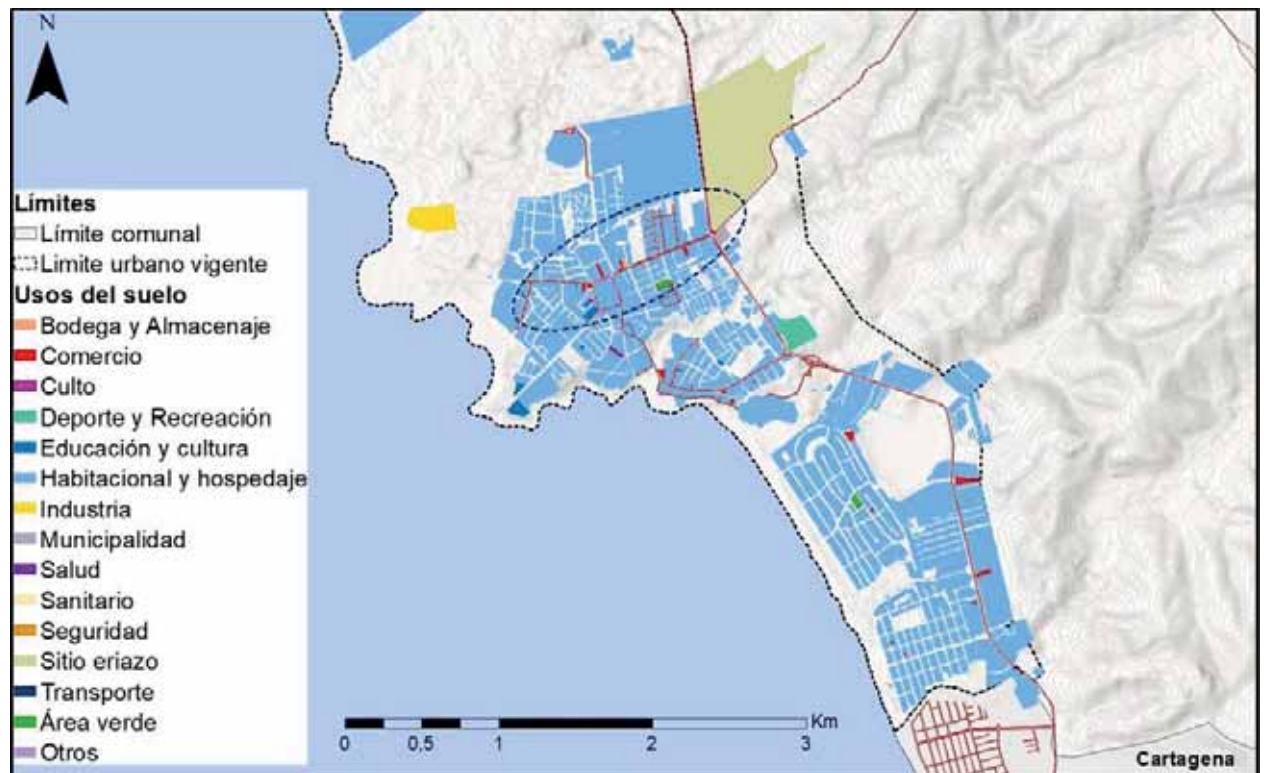 N
Límites
Límite comunal
Limite urbano vigente
Usos del suelo
Bodega y Almacenaje
Comercio
Culto
Deporte y Recreación
Educación y cultura
Habitacional y hospedaje
Industria
Municipalidad
Salud
Sanitario
Seguridad
Sitio eriazo
Transporte
Área verde
Otros
Km
0 0,5 1 2 3
Cartagena